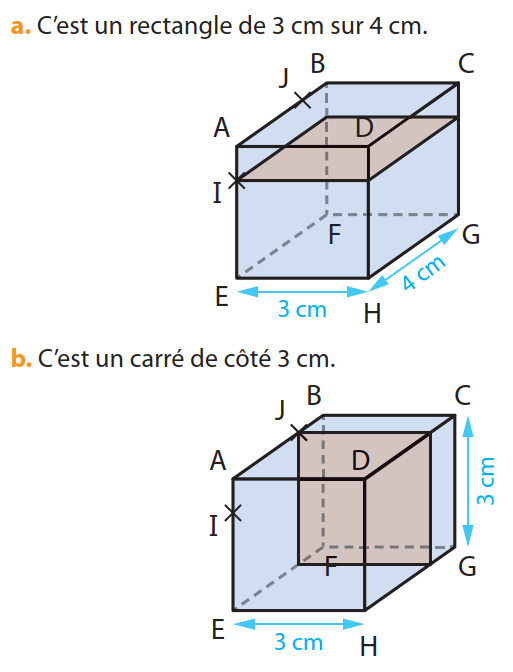 a. C'est un rectangle de 3 cm sur 4 cm.
B C
J
A D
I
F G
4 cm
E 3 cm H
b. C'est un carré de côté 3 cm.
B C
J
A D
3 cm
I
F G
E 3 cm H